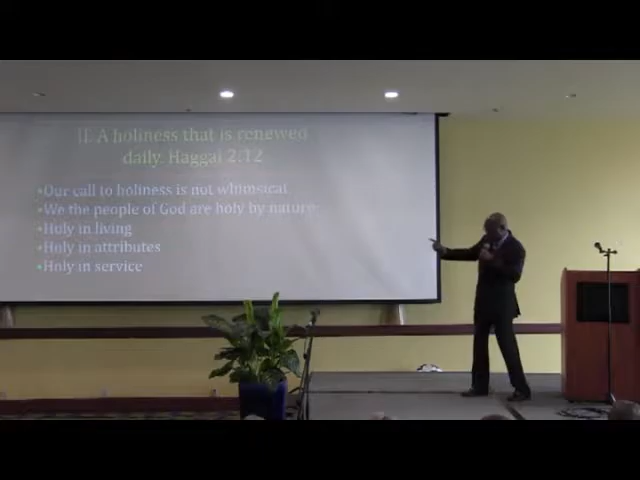 II. A holiness that is renewed
daily. Haggai 2:12
•Our call to holiness is not whimsical
•We the people of God are holy by nature.
•Holy in living
•Holy in attributes
•Holy in service